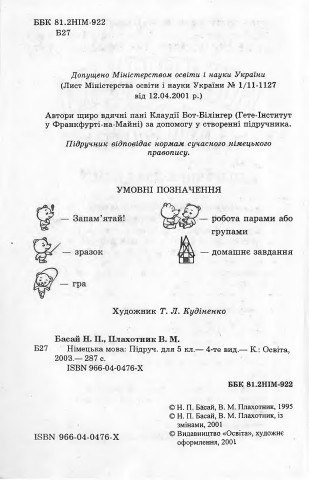 ББК 81.2НІМ-922
Б27
Допущено Міністерством освіти і науки України
(Лист Міністерства освіти і науки України № 1/11-1127
від 12.04.2001 р.)
Автори щиро вдячні пані Клаудії Бот-Білінгер (Гете-Інститут
у Франкфурті-на-Майні) за допомогу у створенні підручника.
Підручник відповідає нормам сучасного німецького
правопису.
УМОВНІ ПОЗНАЧЕННЯ
— Запам'ятай!
— робота парами або
групами
— зразок
— домашнє завдання
— гра
Художник Т. Л. Кудіненко
Басай Н. П., Плахотник В. М.
Б27 Німецька мова: Підруч. для 5 кл.— 4-те вид.— К.: Освіта,
2003.— 287 с.
ISBN 966-04-0476-X
ББК 81.2НІМ-922
© Н. П. Басай, В. М. Плахотник, 1995
© Н. П. Басай, В. М. Плахотник, із
змінами, 2001
ISBN 966-04-0476-X
© Видавництво «Освіта», художнє
оформлення, 2001